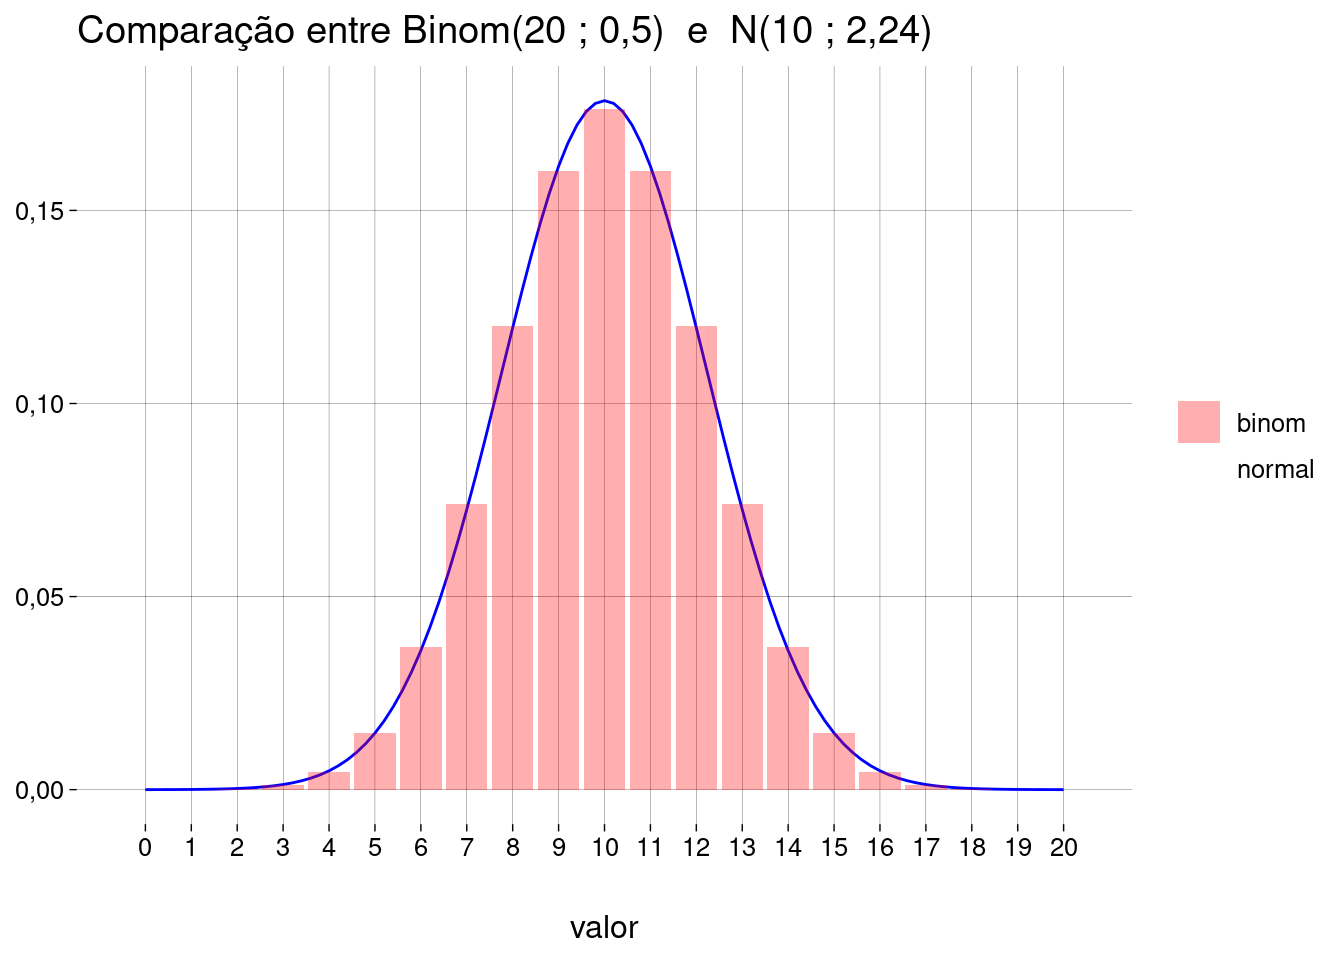 Comparação entre Binom(20 ; 0,5)  e  N(10 ; 2,24)
0,15
0,10
0,05
0,00
0 1 2 3 4 5 6 7 8 9 10 11 12 13 14 15 16 17 18 19 20
valor
binom
normal